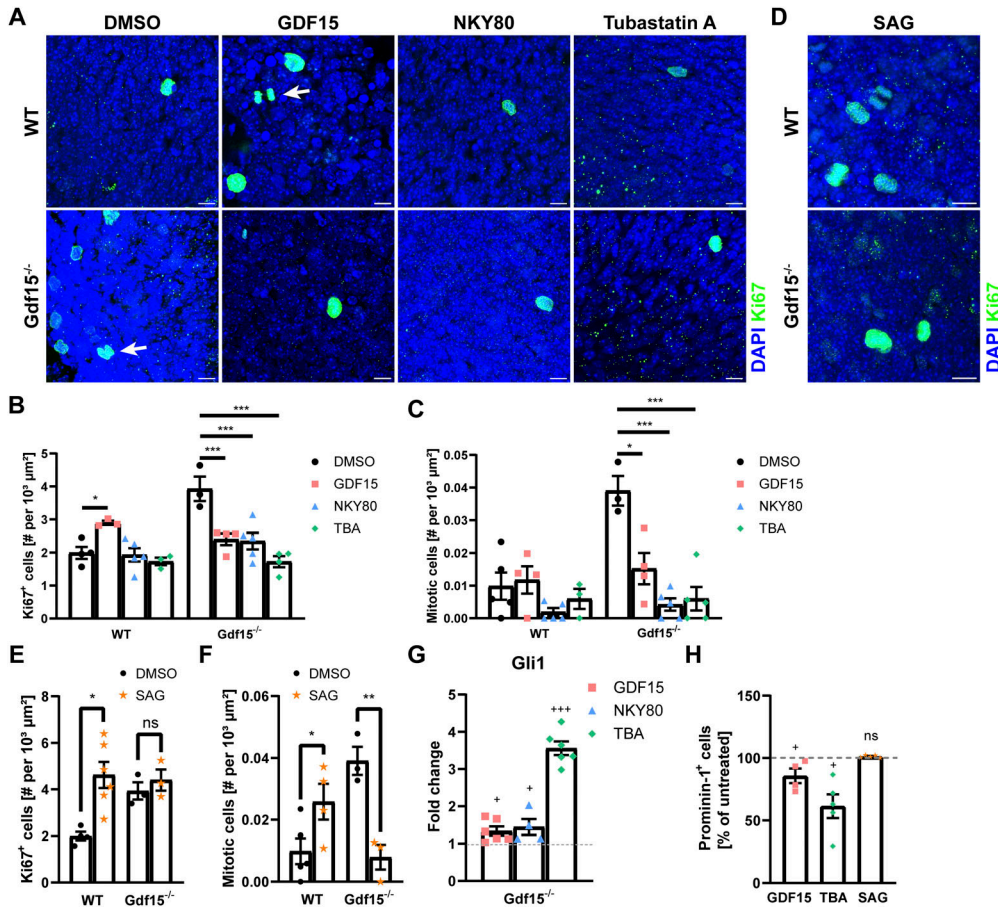 A
DMSO
GDF15
NKY80
Tubastatin A
D
SAG
WT
Gdf15-/-
DAPI Ki67
WT
Gdf15-/-
DAPI Ki67
B
Ki67+ cells [# per 10³ µm²]
5
4
3
2
1
0
*
***
***
***
DMSO
GDF15
NKY80
TBA
WT
Gdf15-/-
C
Mitotic cells [# per 10³ µm²]
0.05
0.04
0.03
0.02
0.01
0.00
***
***
*
DMSO
GDF15
NKY80
TBA
WT
Gdf15-/-
E
DMSO
SAG
Ki67+ cells [# per 10³ µm²]
8
6
4
2
0
*
ns
WT
Gdf15-/-
F
DMSO
SAG
Mitotic cells [# per 10³ µm²]
0.06
0.04
0.02
0.00
*
**
WT
Gdf15-/-
G
Gli1
Fold change
5
4
3
2
1
0
+
+
+++
GDF15
NKY80
TBA
Gdf15-/-
H
Prominin-1+ cells
[% of untreated]
150
100
50
0
+
+
ns
GDF15
TBA
SAG